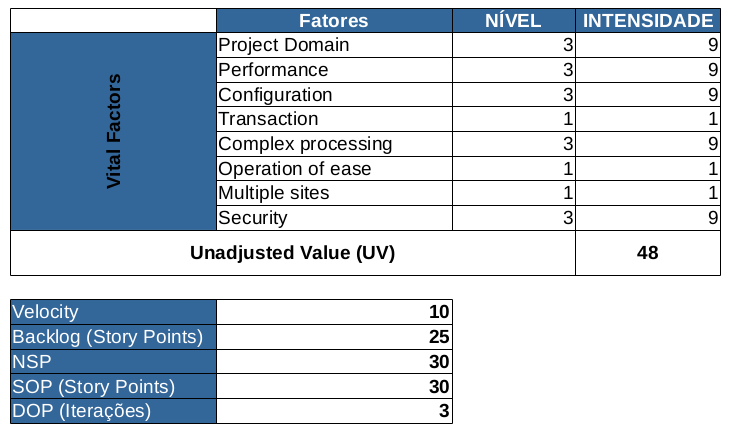 Fatores NÍVEL INTENSIDADE
Vital Factors
Project Domain 3 9
Performance 3 9
Configuration 3 9
Transaction 1 1
Complex processing 3 9
Operation of ease 1 1
Multiple sites 1 1
Security 3 9
Unadjusted Value (UV) 48
Velocity 10
Backlog (Story Points) 25
NSP 30
SOP (Story Points) 30
DOP (Iterações) 3